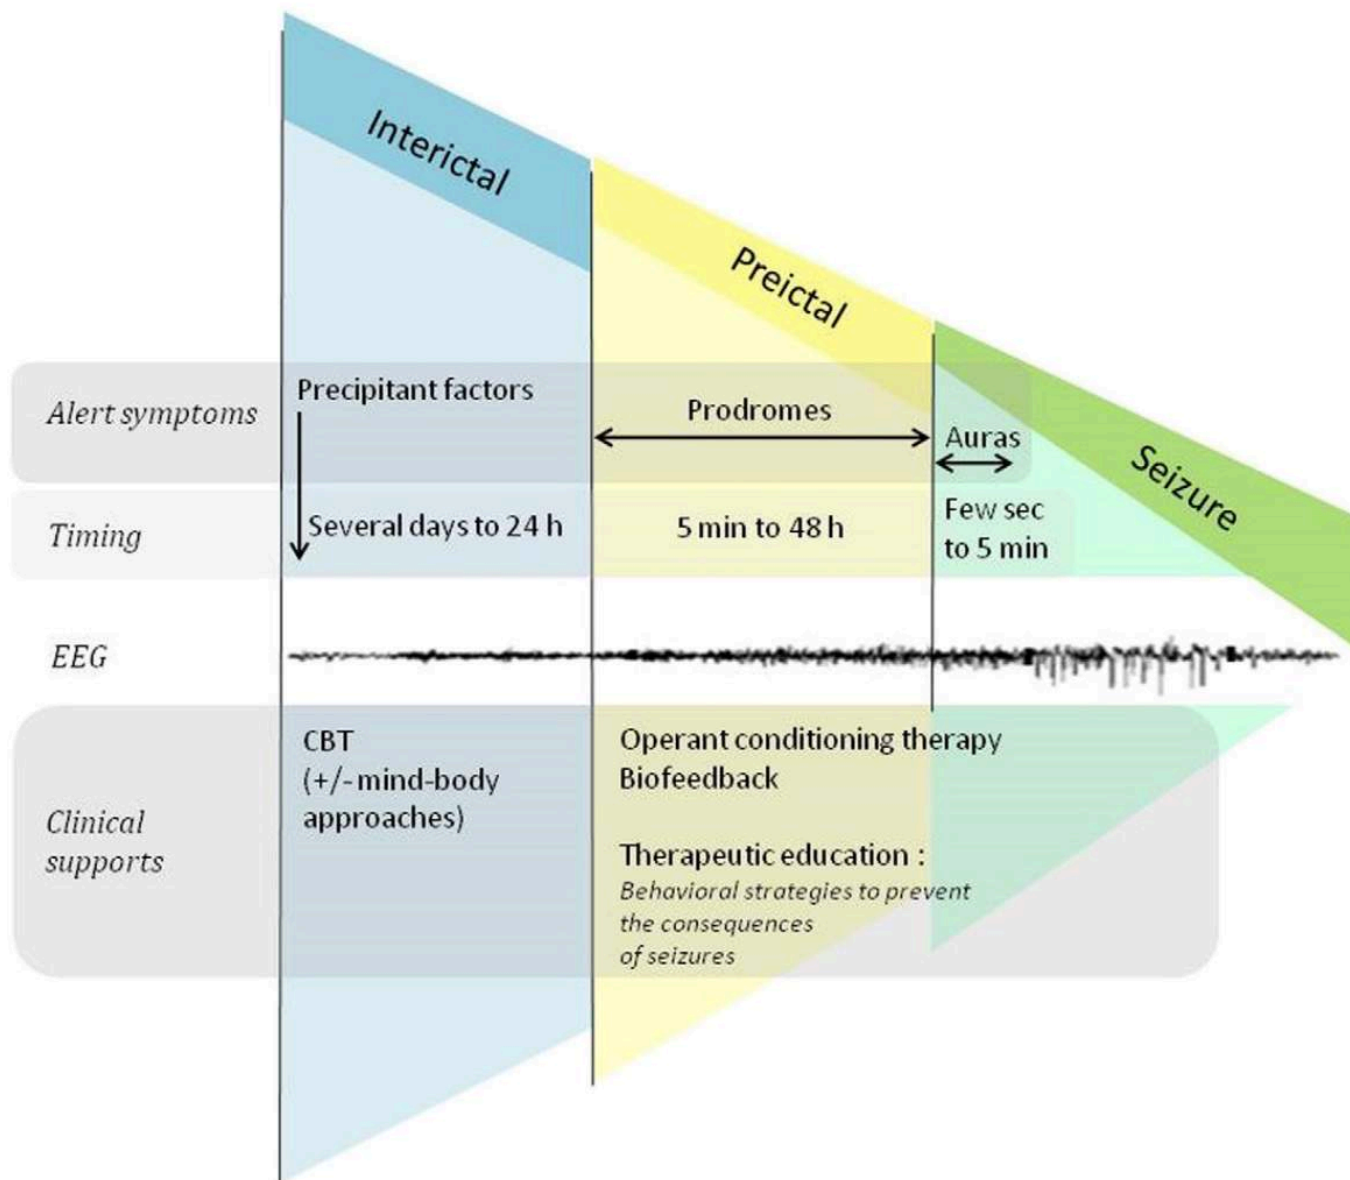 Interictal
Preictal
Seizure
Alert symptoms
Precipitant factors
Prodromes
Auras
Timing
Several days to 24 h
5 min to 48 h
Few sec
to 5 min
EEG
Clinical
supports
CBT
(+/- mind-body
approaches)
Operant conditioning therapy
Biofeedback
Therapeutic education :
Behavioral strategies to prevent
the consequences
of seizures